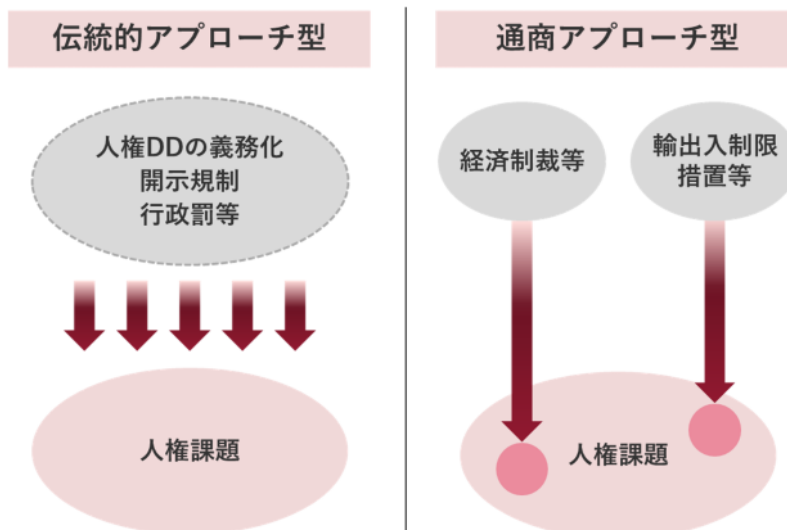 伝統的アプローチ型
人権DDの義務化
開示規制
行政罰等
人権課題
通商アプローチ型
経済制裁等
輸出入制限
措置等
人権課題